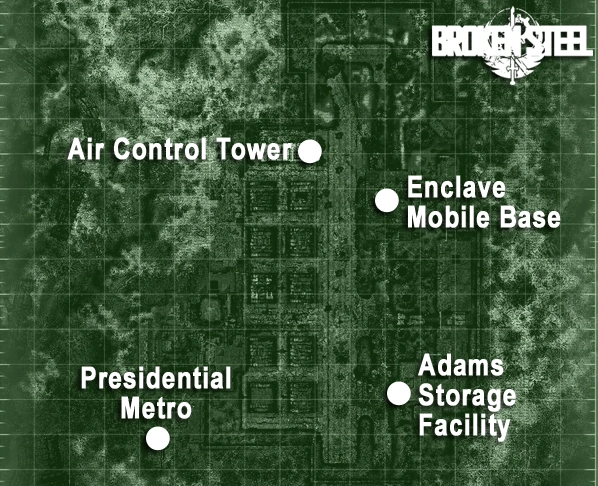 BROKEN STEEL
Air Control Tower
Enclave
Mobile Base
Adams
Storage
Facility
Presidential
Metro